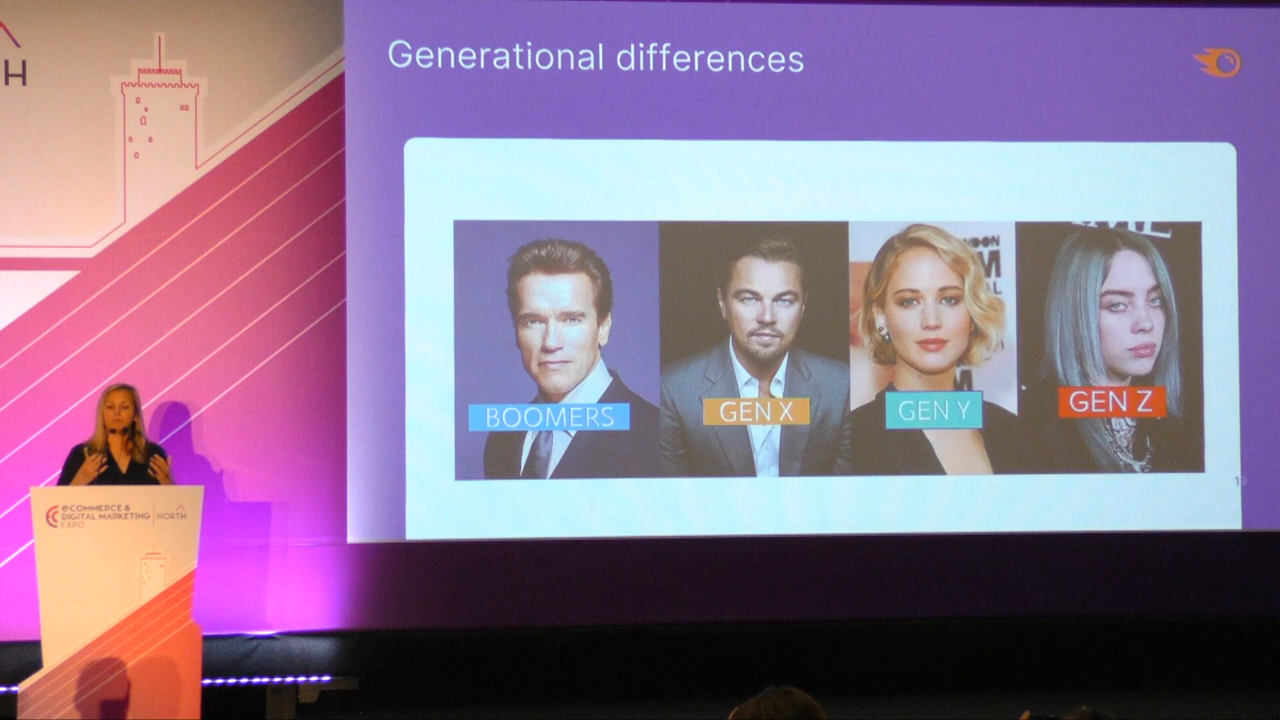 H
Generational differences
BOOMERS
GEN X
GEN Y
GEN Z
eCOMMERCE &
DIGITAL MARKETING
EXPO
NORTH